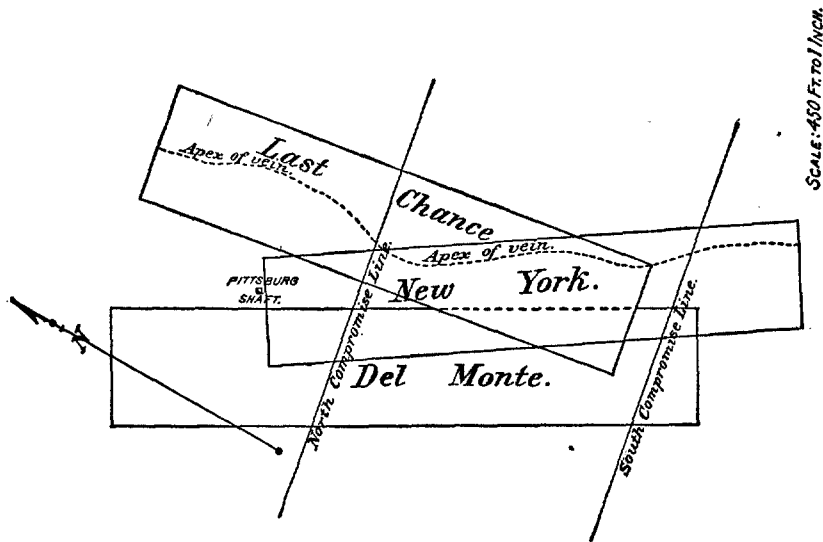 SCALE: 450 FT. TO 1 INCH.
Last
Apex of vein.
Chance
Apex of vein.
PITTSBURG
SHAFT.
New York.
N
Del Monte.
North Compromise Line.
South Compromise Line.